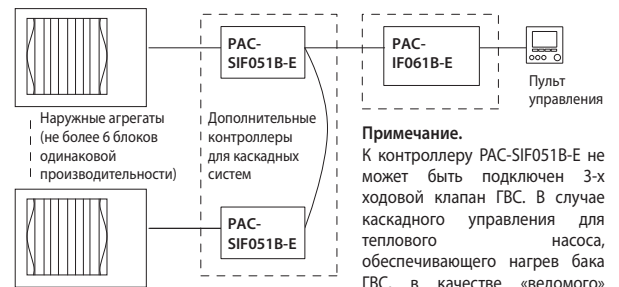 PAC-
SIF051B-E
PAC-
IF061B-E
Пульт
управления
Наружные агрегаты
(не более 6 блоков
одинаковой
производительности)
Дополнительные
контроллеры
для каскадных
систем
PAC-
SIF051B-E
Примечание.
К контроллеру PAC-SIF051B-E не
может быть подключен 3-х
ходовой клапан ГВС. В случае
каскадного управления для
теплового насоса,
обеспечивающего нагрев бака
ГВС, в качестве «ведомого»